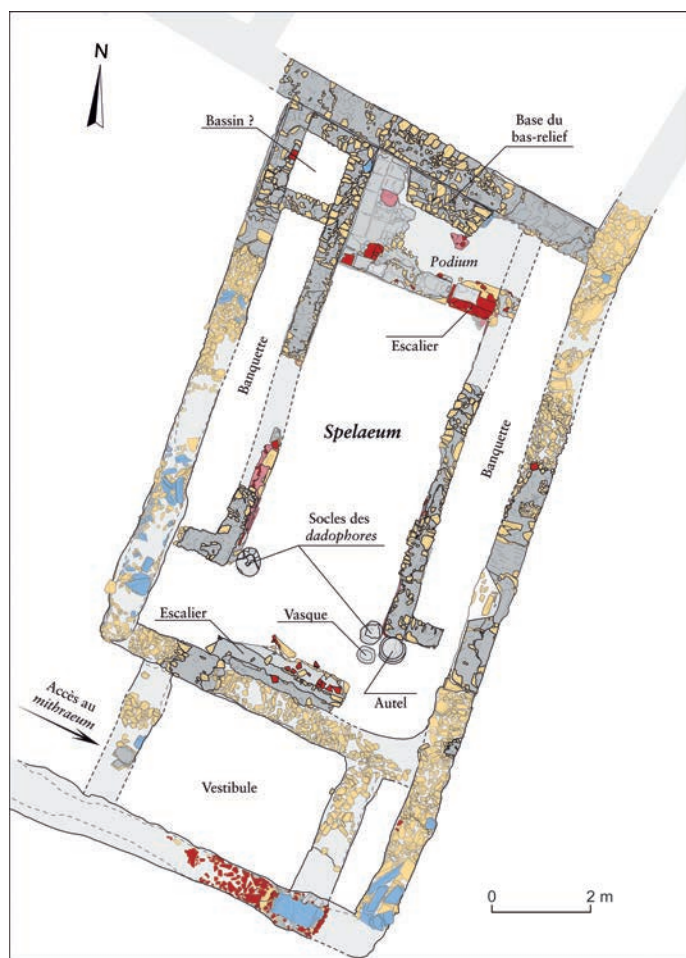 N
Bassin ?
Base du
bas-relief
Podium
Escalier
Banquette
Banquette
Spelaeum
Socles des
dadophores
Escalier
Vasque
Autel
Accès au
mithraeum
Vestibule
0 2 m